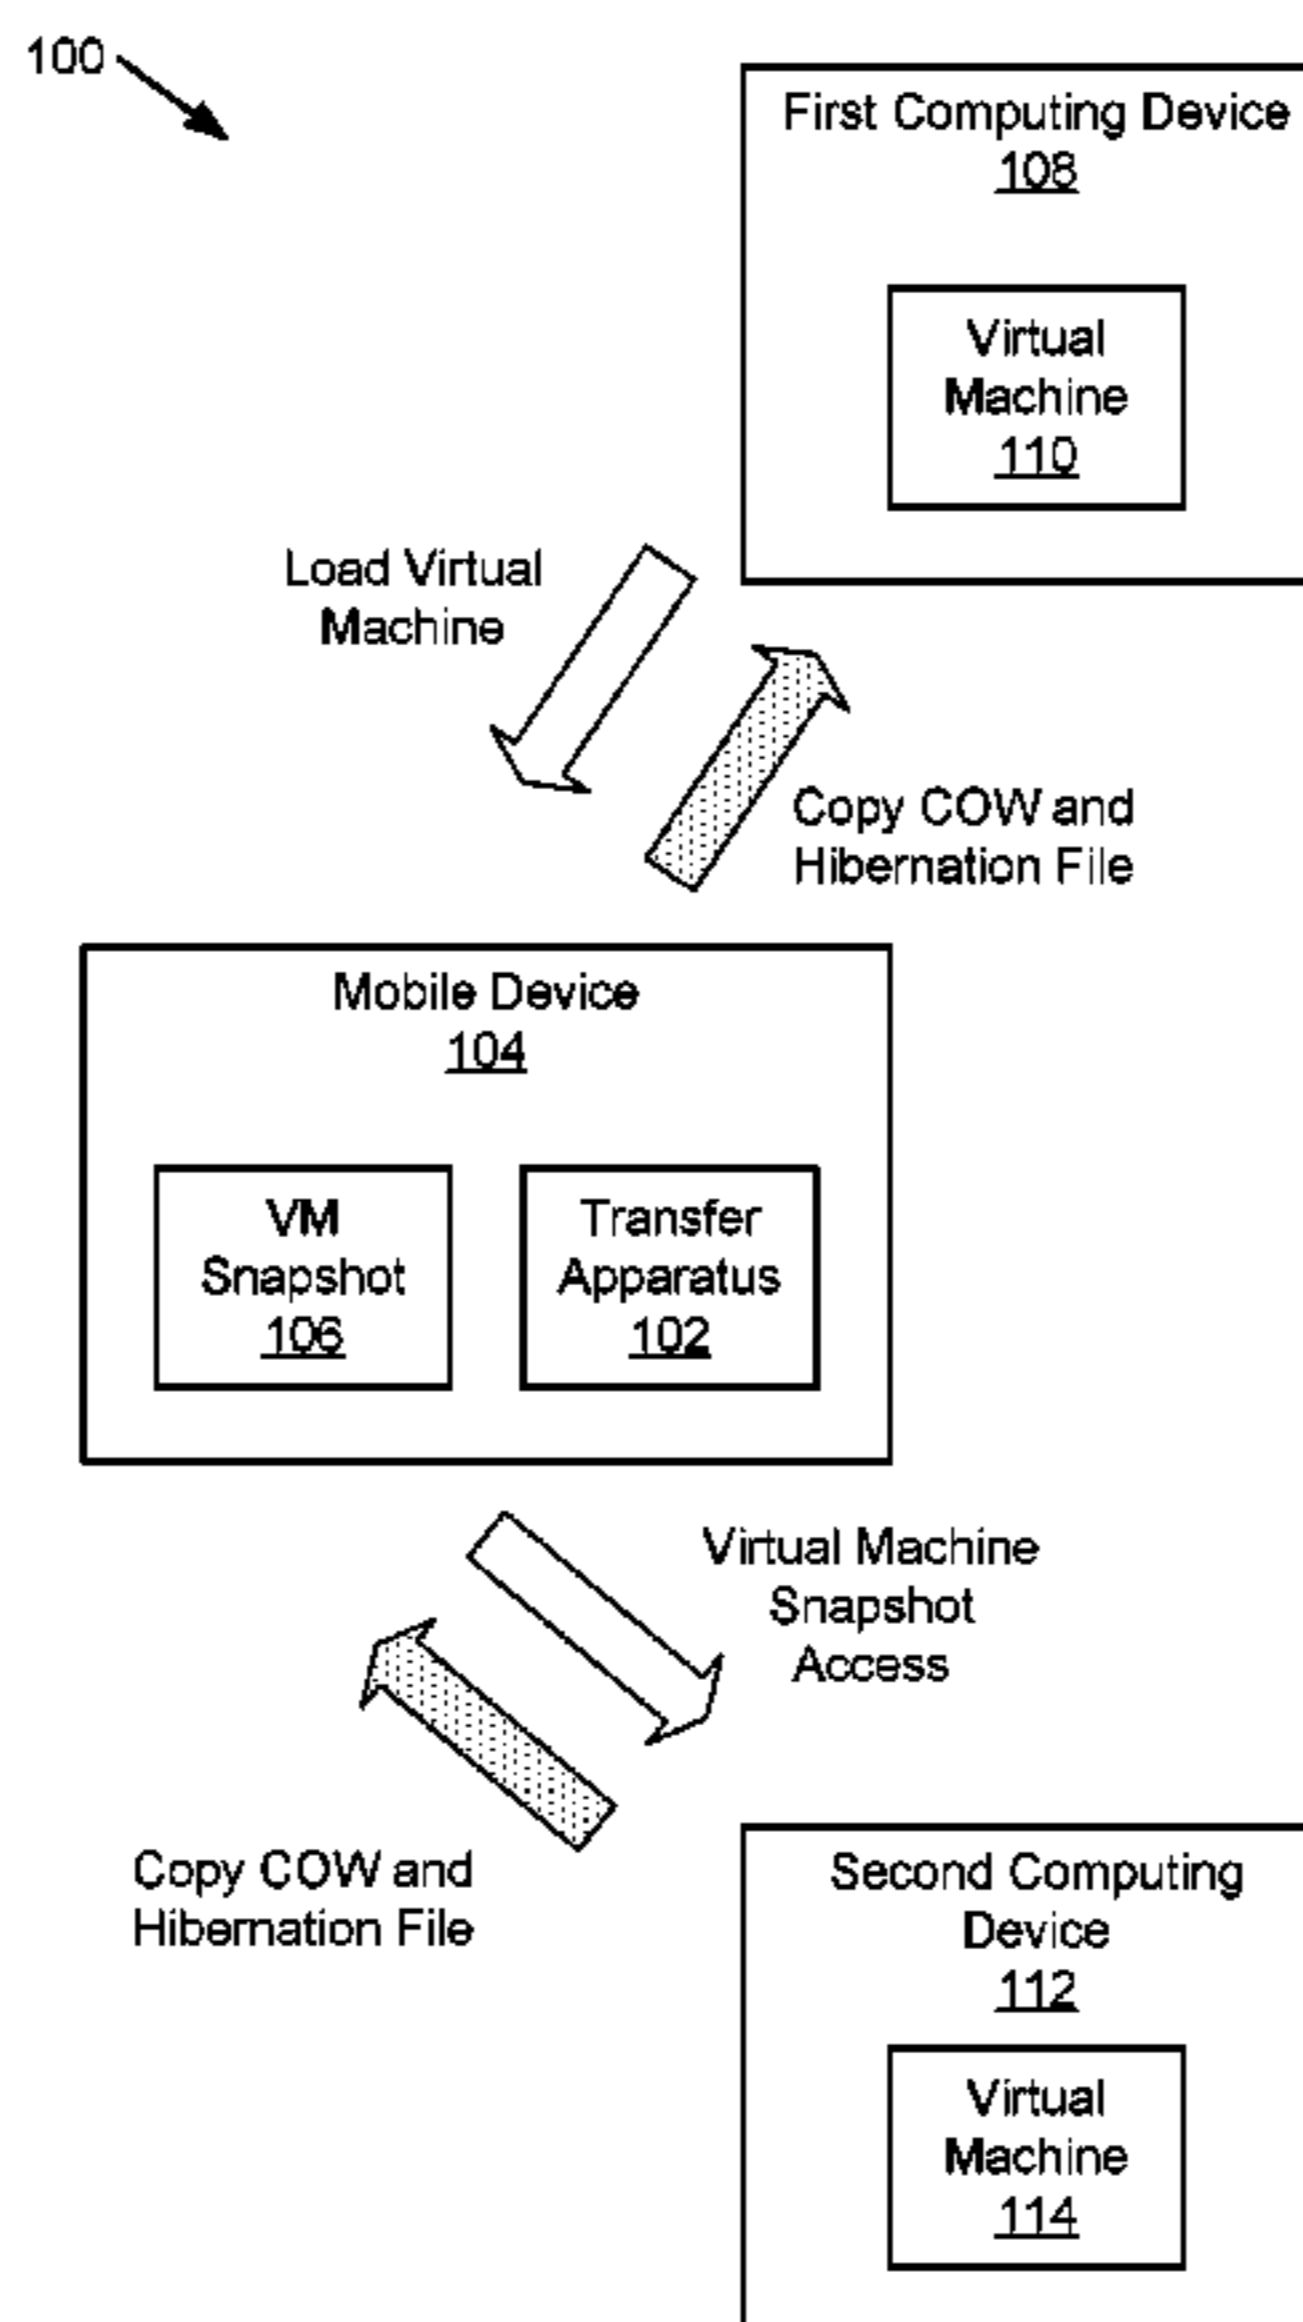 100
First Computing Device
108
Virtual
Machine
110
Load Virtual
Machine
Copy COW and
Hibernation File
Mobile Device
104
VM
Snapshot
106
Transfer
Apparatus
102
Virtual Machine
Snapshot
Access
Copy COW and
Hibernation File
Second Computing
Device
112
Virtual
Machine
114